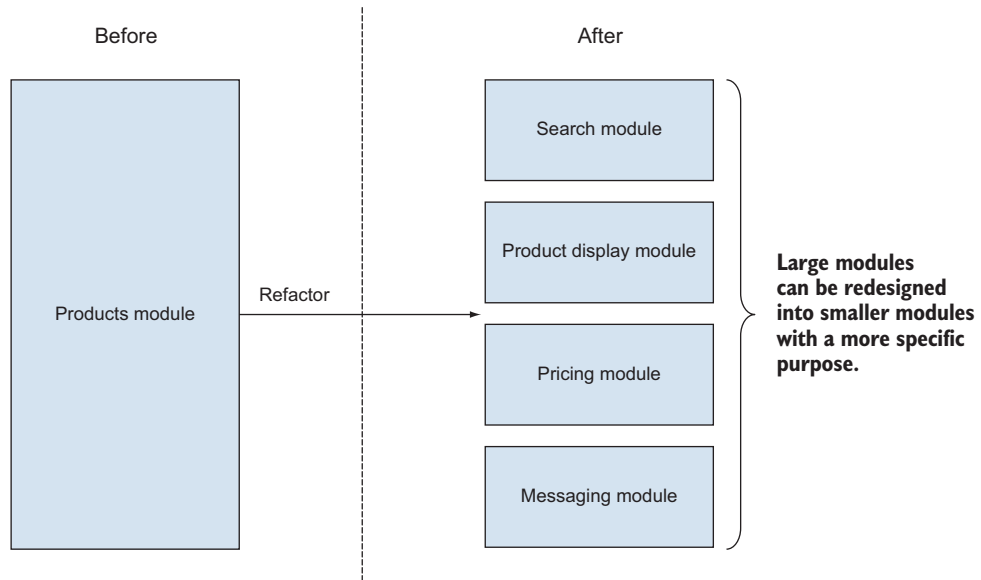 Before
After
Products module
Refactor
Search module
Product display module
Pricing module
Messaging module
Large modules
can be redesigned
into smaller modules
with a more specific
purpose.